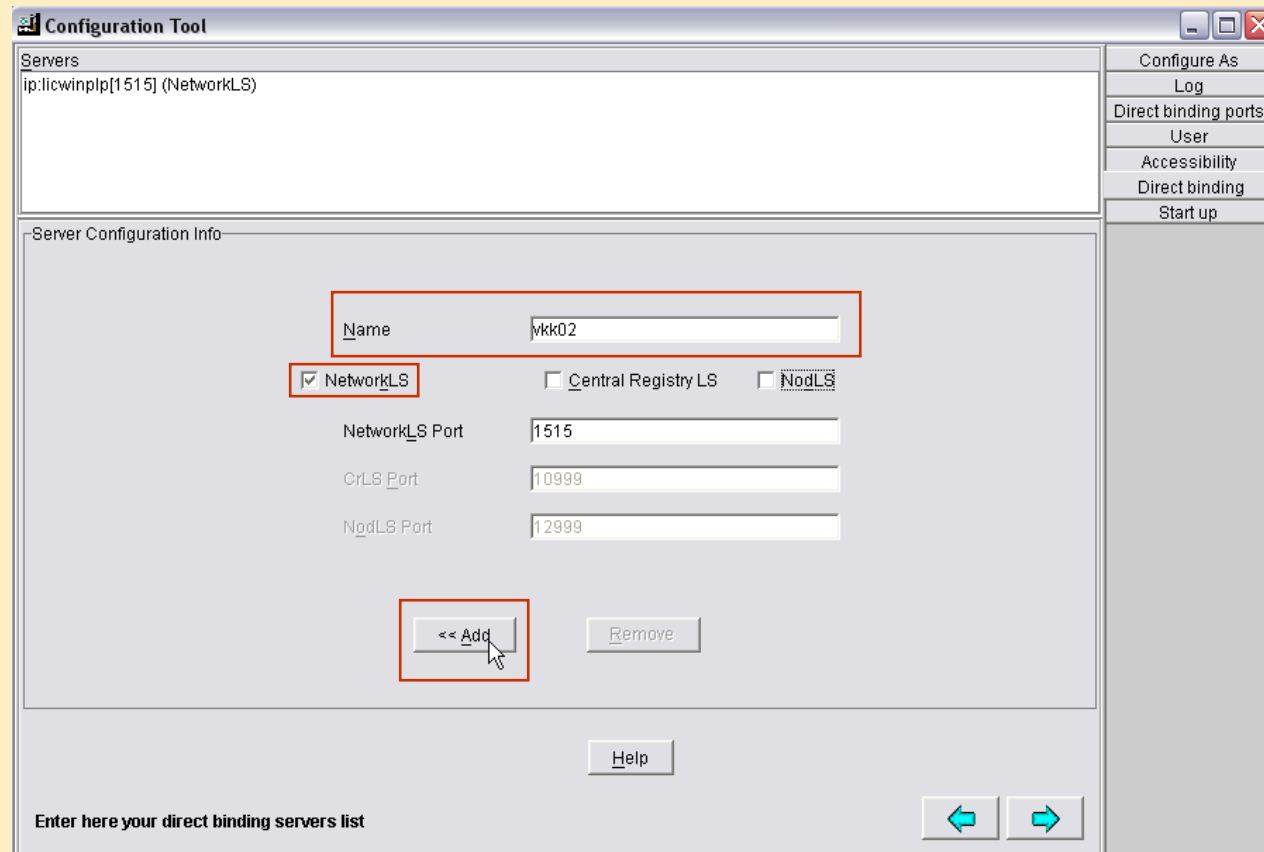 Configuration Tool
Servers
ip:licwinplp[1515] (NetworkLS)
Configure As
Log
Direct binding ports
User
Accessibility
Direct binding
Start up
Server Configuration Info
Name vkk02
NetworkLS Central Registry LS NodLS
NetworkLS Port 1515
CrLS Port 10999
NodLS Port 12999
<< Add Remove
Help
Enter here your direct binding servers list